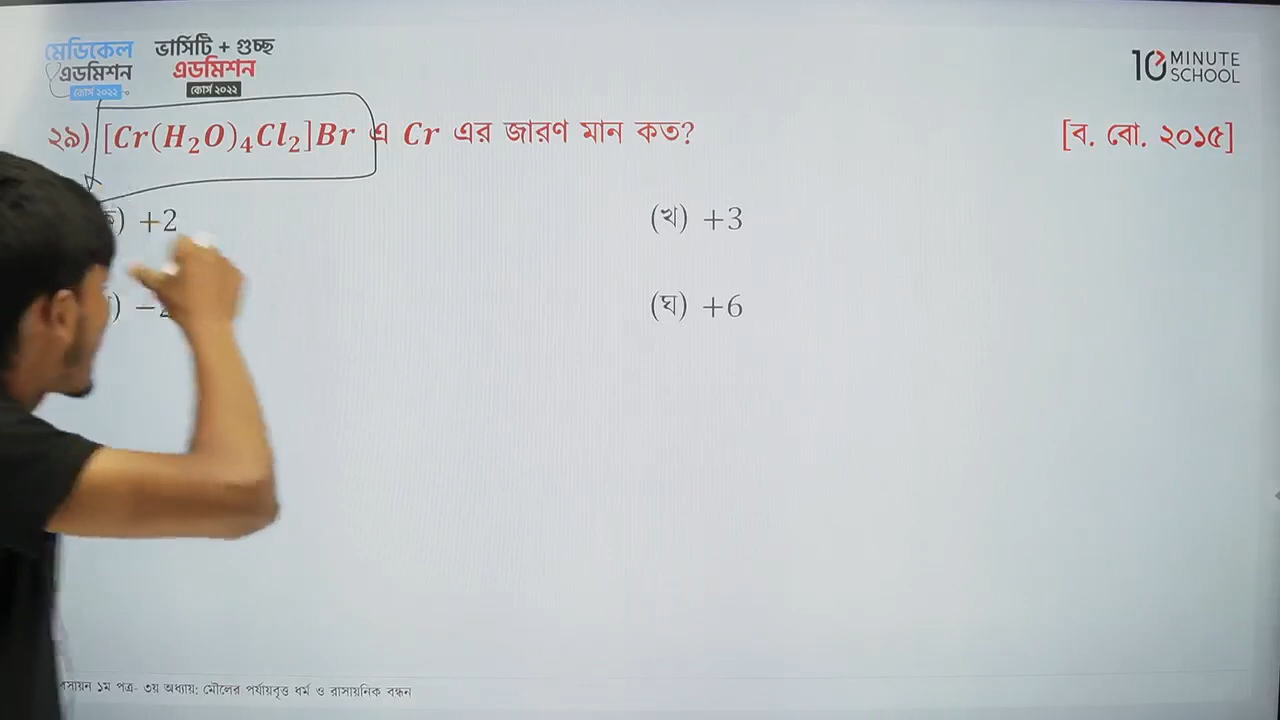 মেডিকেল
এডমিশন
কোর্স ২০২২
ভার্সিটি + গুচ্ছ
এডমিশন
কোর্স ২০২২
10 MINUTE SCHOOL
২৯) [Cr(H₂O)₄Cl₂]Br এ Cr এর জারণ মান কত? [ব. বো. ২০১৫]
+2 (খ) +3
(ঘ) +6
১ম পত্র- ৩য় অধ্যায়: মৌলের পর্যায়বৃত্ত ধর্ম ও রাসায়নিক বন্ধন